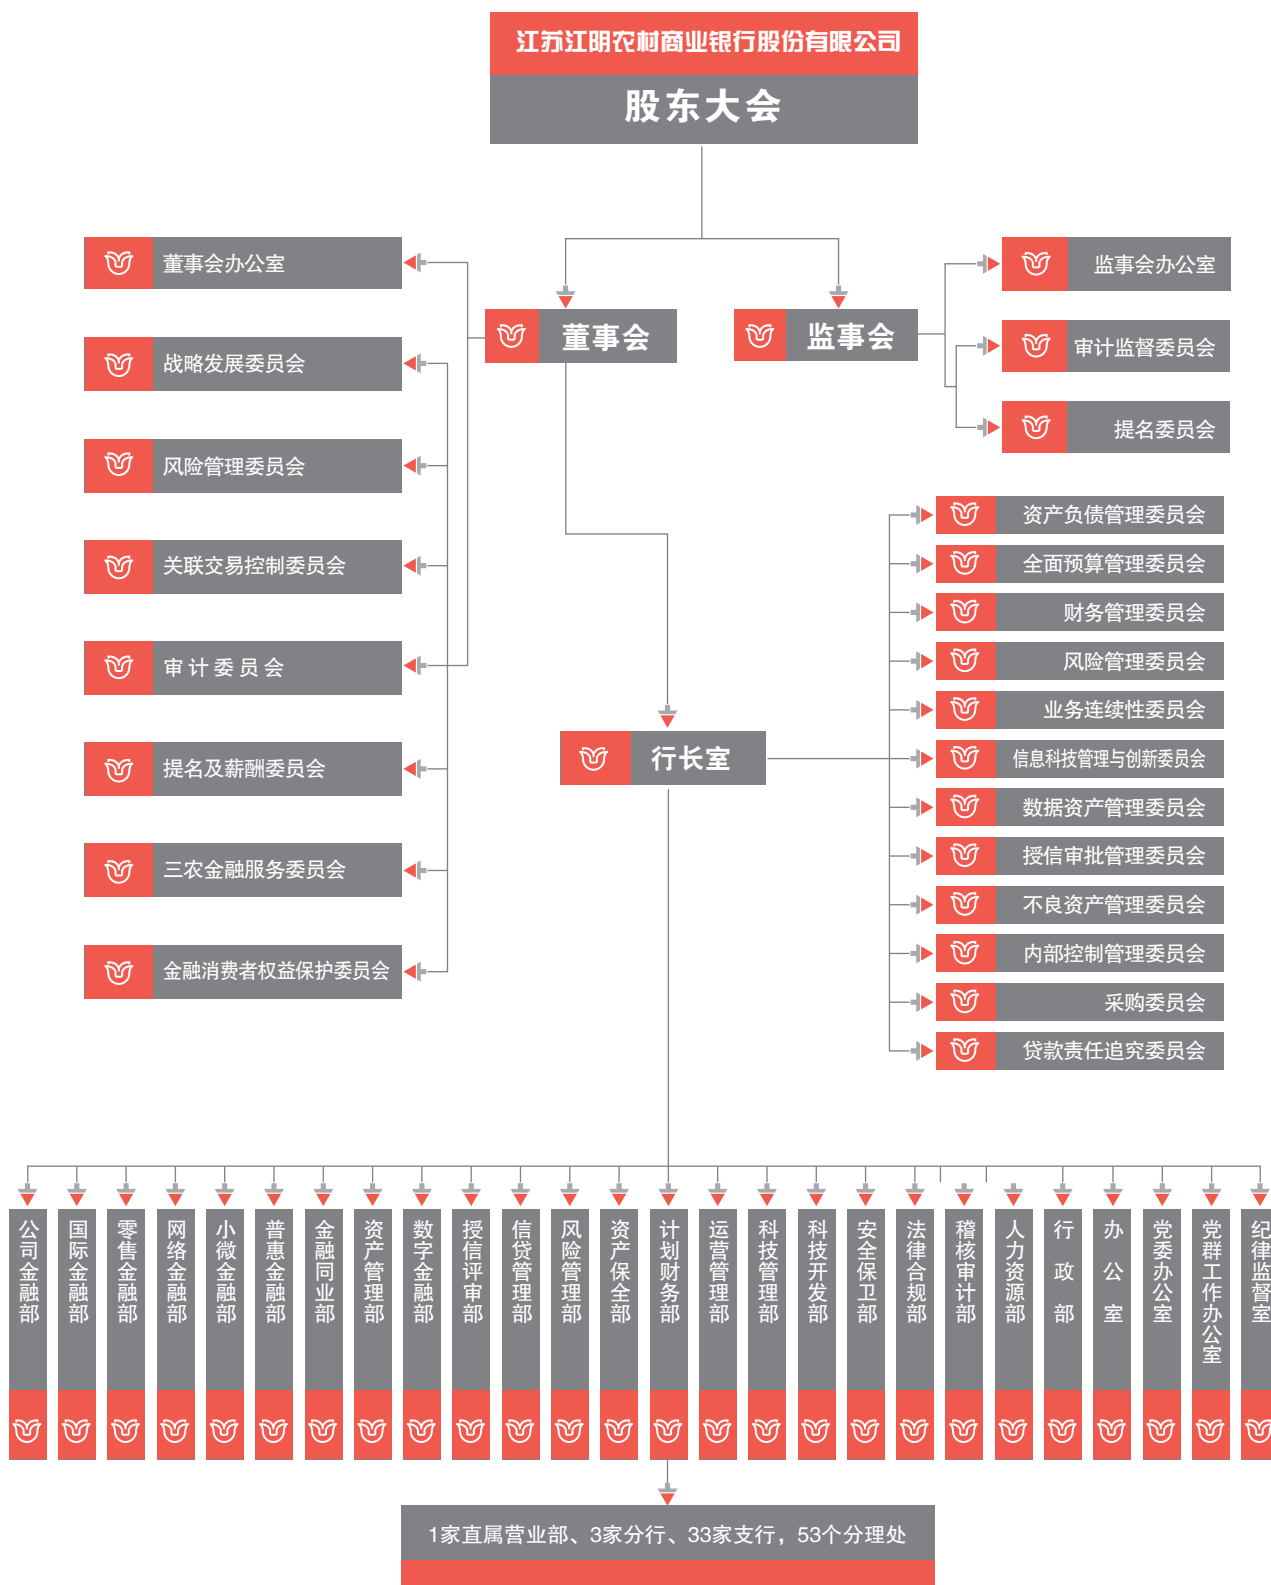 江苏江阴农村商业银行股份有限公司
股东大会
董事会
监事会
董事会办公室
战略发展委员会
风险管理委员会
关联交易控制委员会
审计委员会
提名及薪酬委员会
三农金融服务委员会
金融消费者权益保护委员会
监事会办公室
审计监督委员会
提名委员会
行长室
资产负债管理委员会
全面预算管理委员会
财务管理委员会
风险管理委员会
业务连续性委员会
信息科技管理与创新委员会
数据资产管理委员会
授信审批管理委员会
不良资产管理委员会
内部控制管理委员会
采购委员会
贷款责任追究委员会
公司金融部
国际金融部
零售金融部
网络金融部
小微金融部
普惠金融部
金融同业部
资产管理部
数字金融部
授信评审部
信贷管理部
风险管理部
资产保全部
计划财务部
运营管理部
科技管理部
科技开发部
安全保卫部
法律合规部
稽核审计部
人力资源部
行政部
办公室
党委办公室
党群工作办公室
纪律监督室
1家直属营业部、3家分行、33家支行，53个分理处